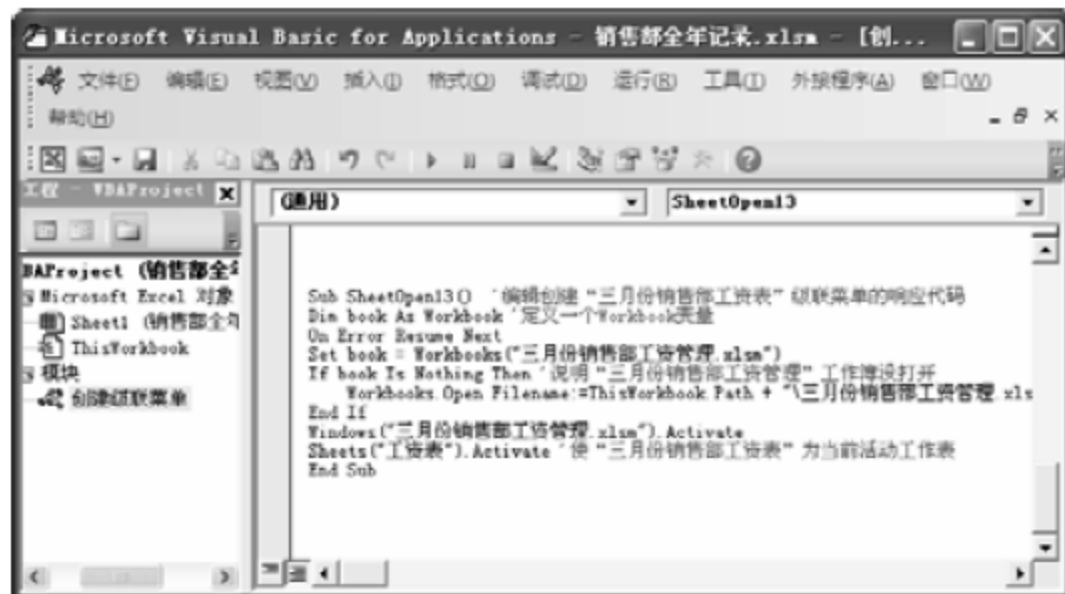 Microsoft Visual Basic for Applications - 销售部全年记录.xlsm - [创...
文件(F) 编辑(E) 视图(V) 插入(I) 格式(O) 调试(D) 运行(R) 工具(T) 外接程序(A) 窗口(W)
帮助(H)
工程 - VBAProject
(通用)
SheetOpen13
BAProject (销售部全年
Microsoft Excel 对象
Sheet1 (销售部全年
ThisWorkbook
模块
创建级联菜单
Sub SheetOpen13() '编辑创建“三月份销售部工资表”级联菜单的响应代码
Dim book As Workbook '定义一个Workbook变量
On Error Resume Next
Set book = Workbooks("三月份销售部工资管理.xlsm")
If book Is Nothing Then '说明“三月份销售部工资管理”工作簿没打开
Workbooks.Open Filename:=ThisWorkbook.Path + "\三月份销售部工资管理.xls
End If
Windows("三月份销售部工资管理.xlsm").Activate
Sheets("工资表").Activate '使“三月份销售部工资表”为当前活动工作表
End Sub